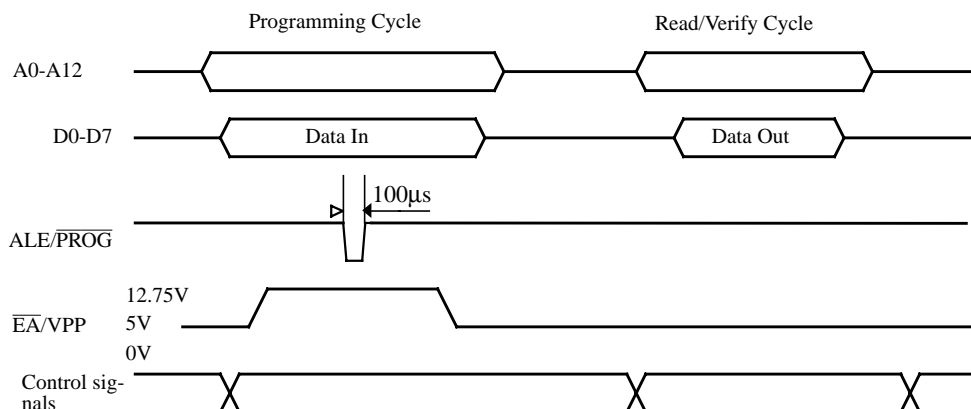 Programming Cycle
Read/Verify Cycle
A0-A12
D0-D7
Data In
Data Out
100μs
ALE/PROG
12.75V
EA/VPP
5V
0V
Control sig-
nals